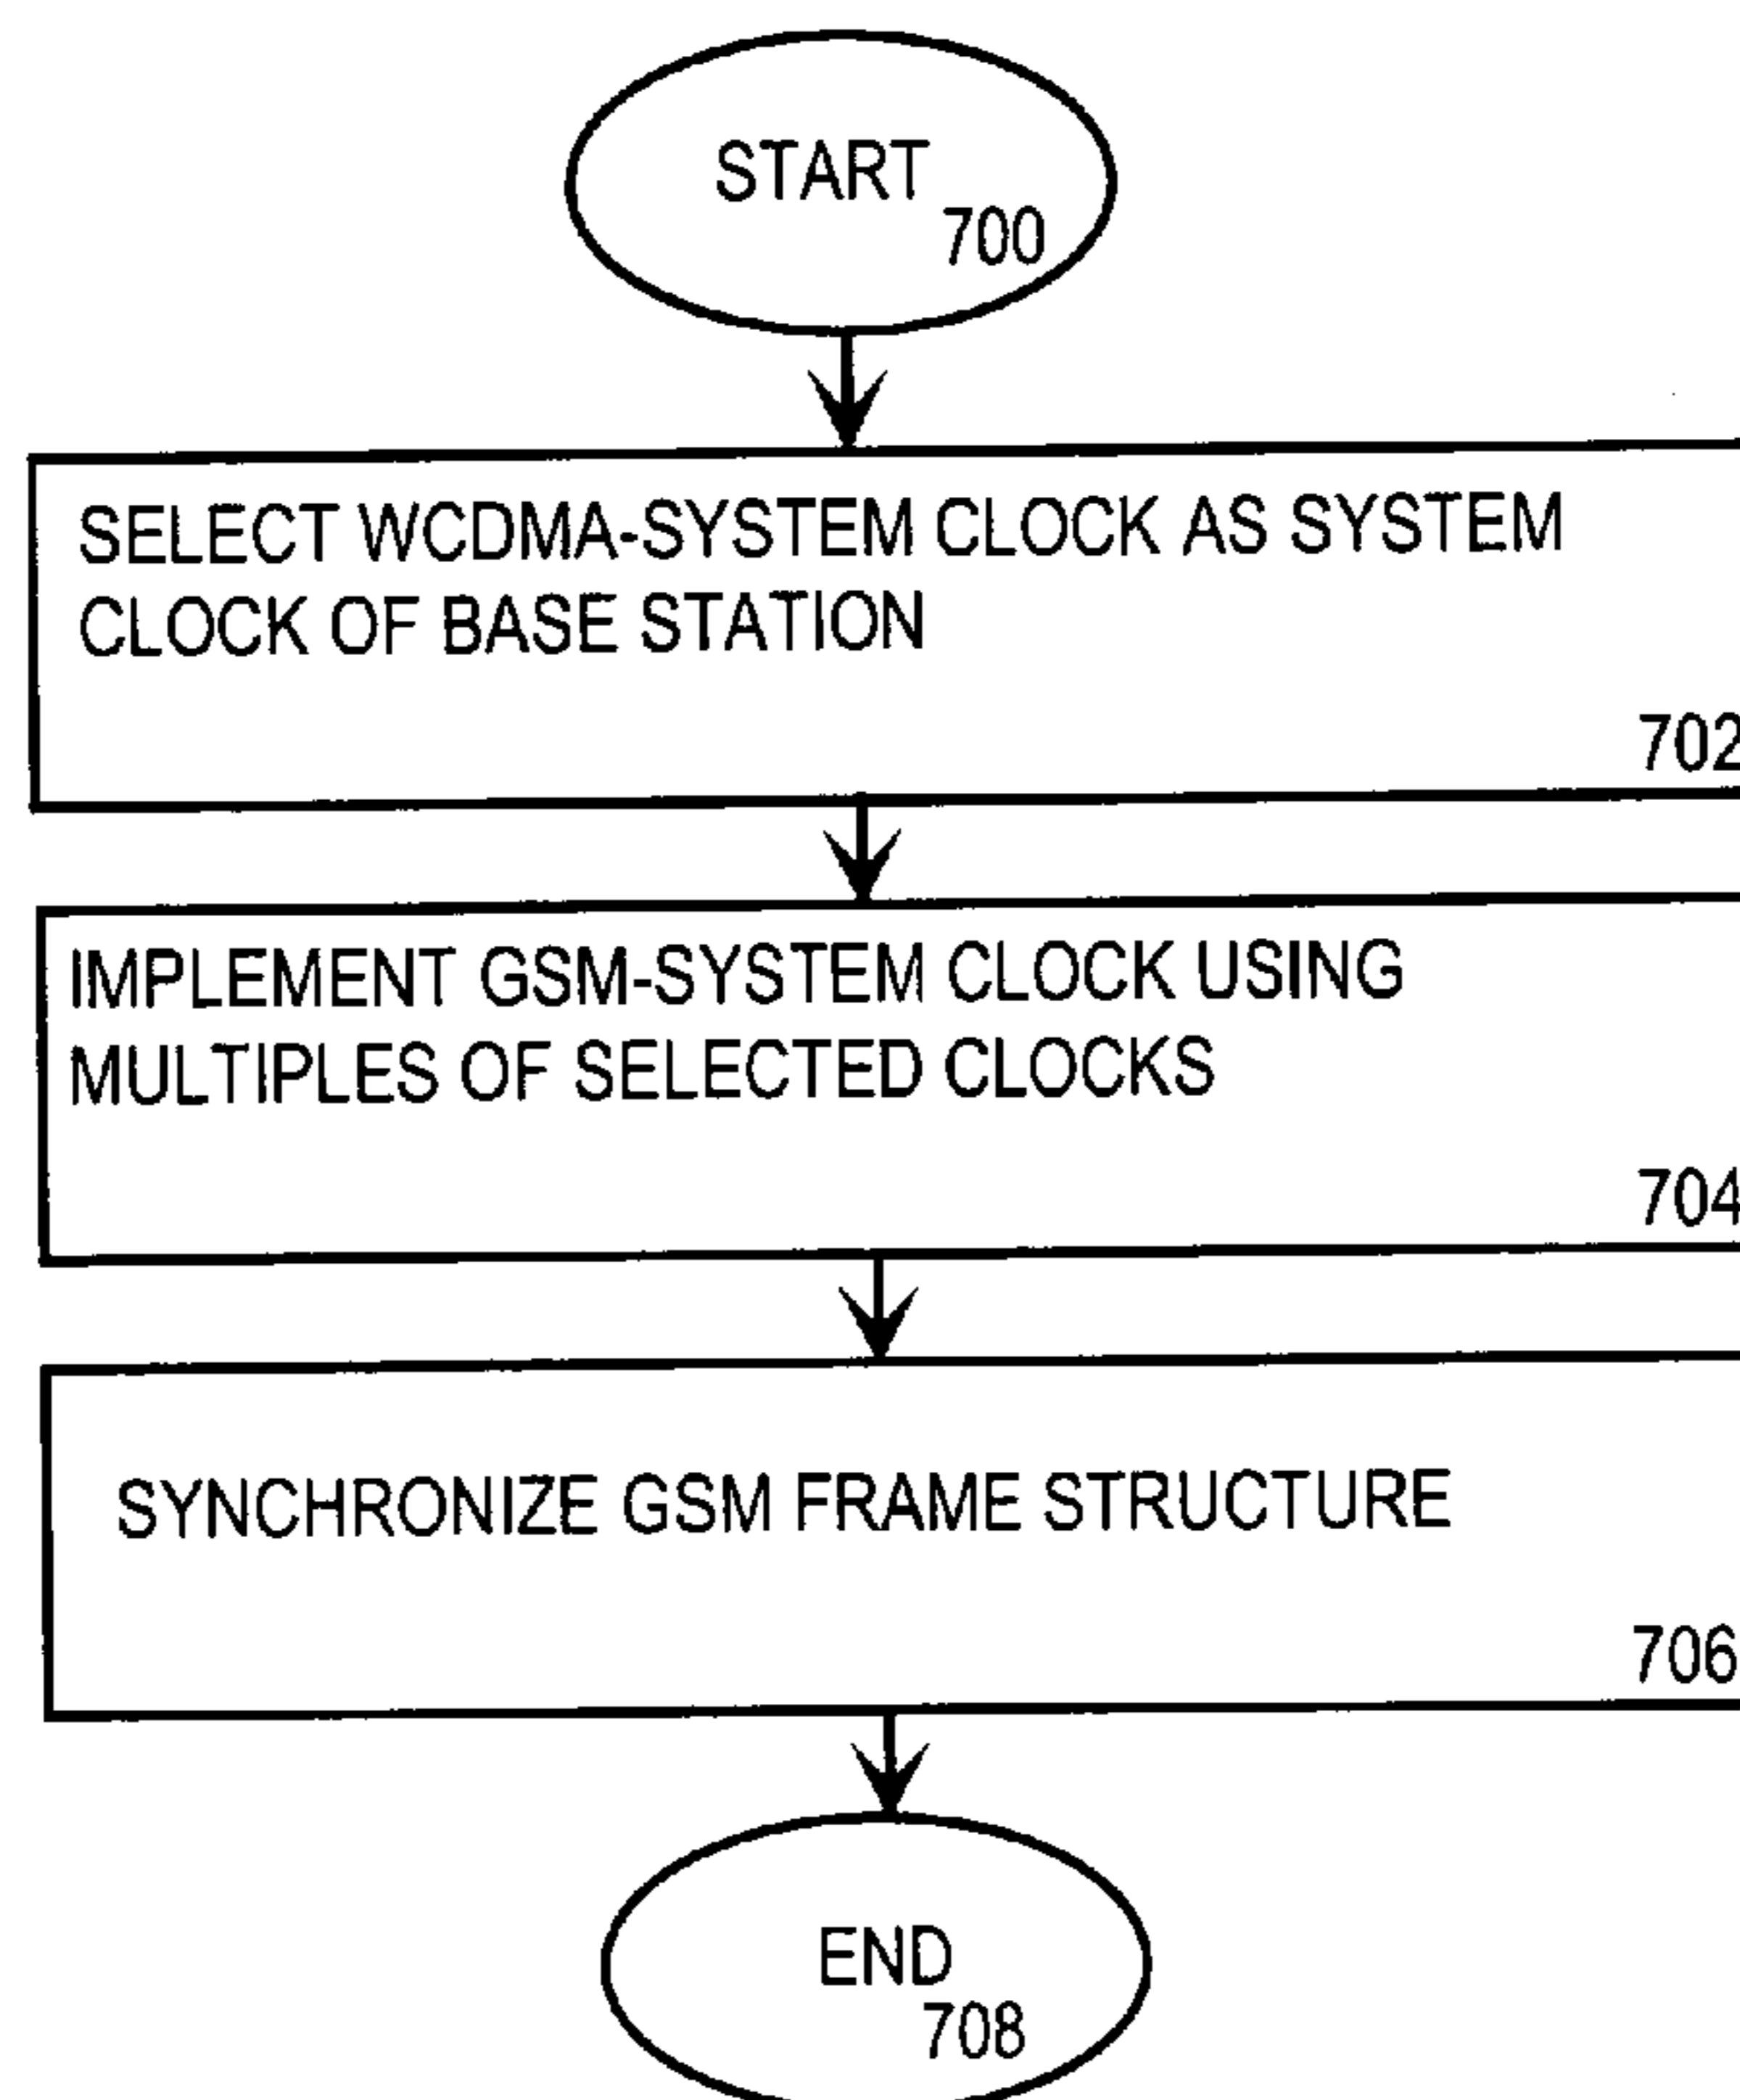 START
700
SELECT WCDMA-SYSTEM CLOCK AS SYSTEM
CLOCK OF BASE STATION
702
IMPLEMENT GSM-SYSTEM CLOCK USING
MULTIPLES OF SELECTED CLOCKS
704
SYNCHRONIZE GSM FRAME STRUCTURE
706
END
708